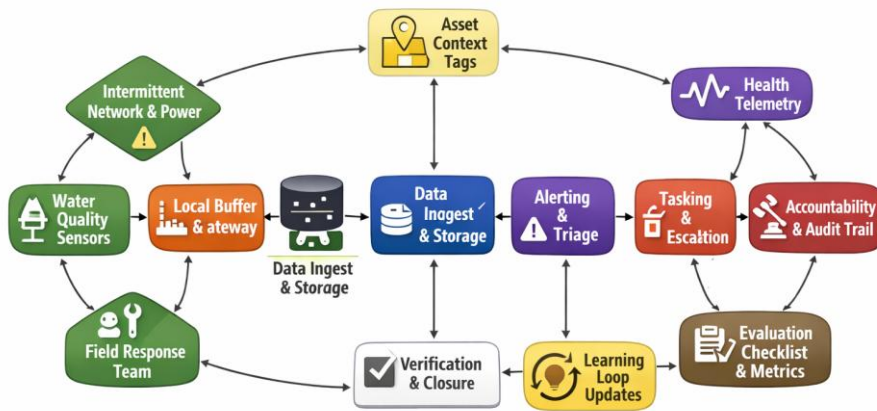 Asset
Context
Tags
Intermittent
Network & Power
Health
Telemetry
Water
Quality
Sensors
Local Buffer
& ateway
Data Ingest
& Storage
Data Inagest
& Storage
Alerting
&
Triage
Tasking
&
Escaltion
Accountability
& Audit Trail
Field Response
Team
Verification
& Closure
Learning
Loop
Updates
Evaluation
Checklist
& Metrics